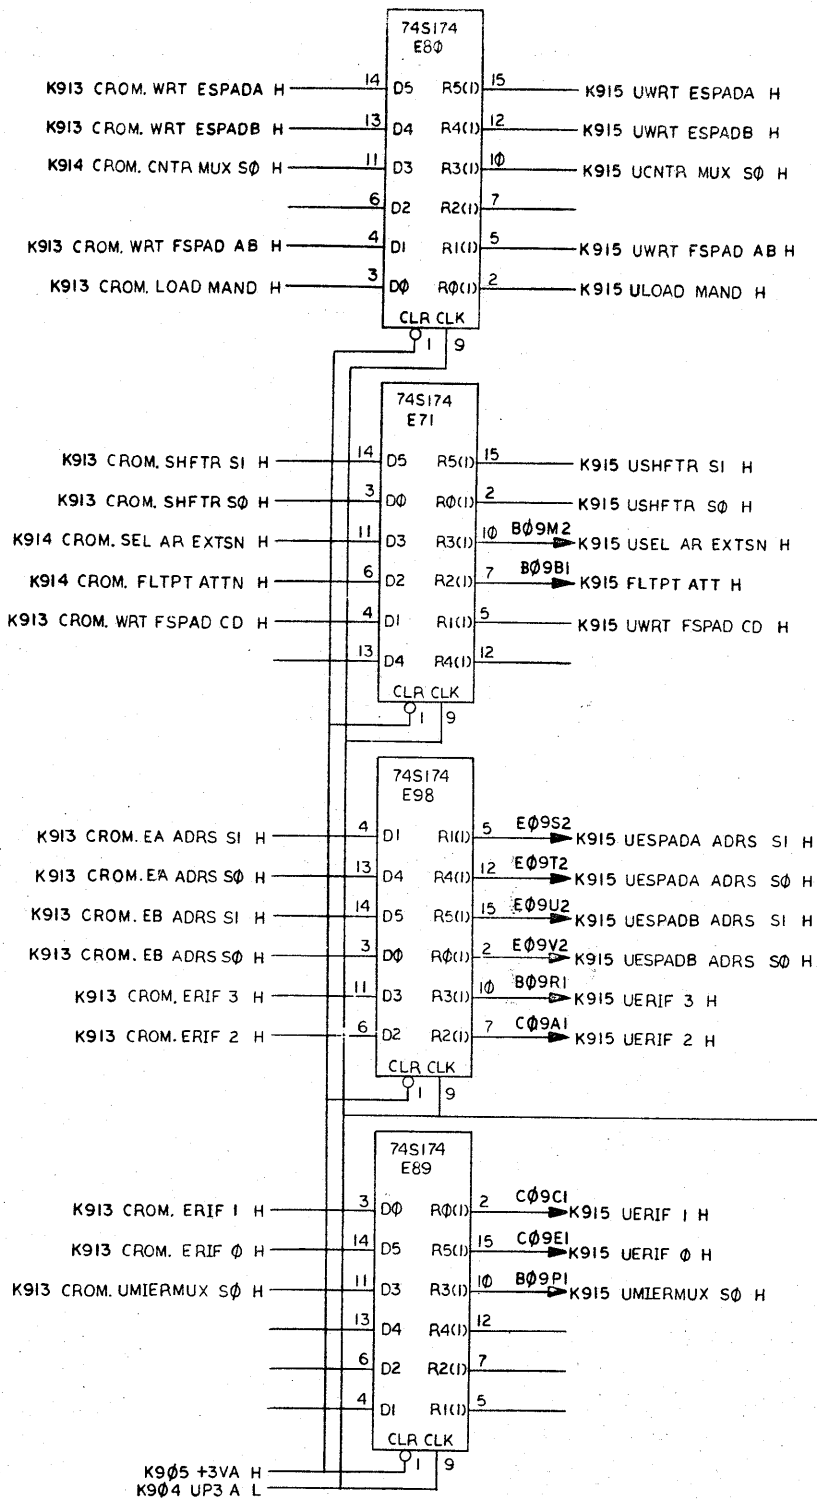 74S174
E8Ø
K913 CROM. WRT ESPADA H 14 D5 R5(1) 15 K915 UWRT ESPADA H
K913 CROM. WRT ESPADB H 13 D4 R4(1) 12 K915 UWRT ESPADB H
K914 CROM. CNTR MUX SØ H 11 D3 R3(1) 1Ø K915 UCNTR MUX SØ H
6 D2 R2(1) 7
K913 CROM. WRT FSPAD AB H 4 D1 R1(1) 5 K915 UWRT FSPAD AB H
K913 CROM. LOAD MAND H 3 DØ RØ(1) 2 K915 ULOAD MAND H
CLR CLK
1 9
74S174
E71
K913 CROM. SHFTR S1 H 14 D5 R5(1) 15 K915 USHFTR S1 H
K913 CROM. SHFTR SØ H 3 DØ RØ(1) 2 K915 USHFTR SØ H
K914 CROM. SEL AR EXTSN H 11 D3 R3(1) 1Ø BØ9M2 K915 USEL AR EXTSN H
K914 CROM. FLTPT ATTN H 6 D2 R2(1) 7 BØ9B1 K915 FLTPT ATT H
K913 CROM. WRT FSPAD CD H 4 D1 R1(1) 5 K915 UWRT FSPAD CD H
13 D4 R4(1) 12
CLR CLK
1 9
74S174
E98
K913 CROM. EA ADRS S1 H 4 D1 R1(1) 5 EØ9S2 K915 UESPADA ADRS S1 H
K913 CROM. EA ADRS SØ H 13 D4 R4(1) 12 EØ9T2 K915 UESPADA ADRS SØ H
K913 CROM. EB ADRS S1 H 14 D5 R5(1) 15 EØ9U2 K915 UESPADB ADRS S1 H
K913 CROM. EB ADRS SØ H 3 DØ RØ(1) 2 EØ9V2 K915 UESPADB ADRS SØ H
K913 CROM. ERIF 3 H 11 D3 R3(1) 1Ø BØ9R1 K915 UERIF 3 H
K913 CROM. ERIF 2 H 6 D2 R2(1) 7 CØ9A1 K915 UERIF 2 H
CLR CLK
1 9
74S174
E89
K913 CROM. ERIF 1 H 3 DØ RØ(1) 2 CØ9C1 K915 UERIF 1 H
K913 CROM. ERIF Ø H 14 D5 R5(1) 15 CØ9E1 K915 UERIF Ø H
K913 CROM. UMIERMUX SØ H 11 D3 R3(1) 1Ø BØ9P1 K915 UMIERMUX SØ H
13 D4 R4(1) 12
6 D2 R2(1) 7
4 D1 R1(1) 5
CLR CLK
1 9
K9Ø5 +3VA H
K9Ø4 UP3 A L